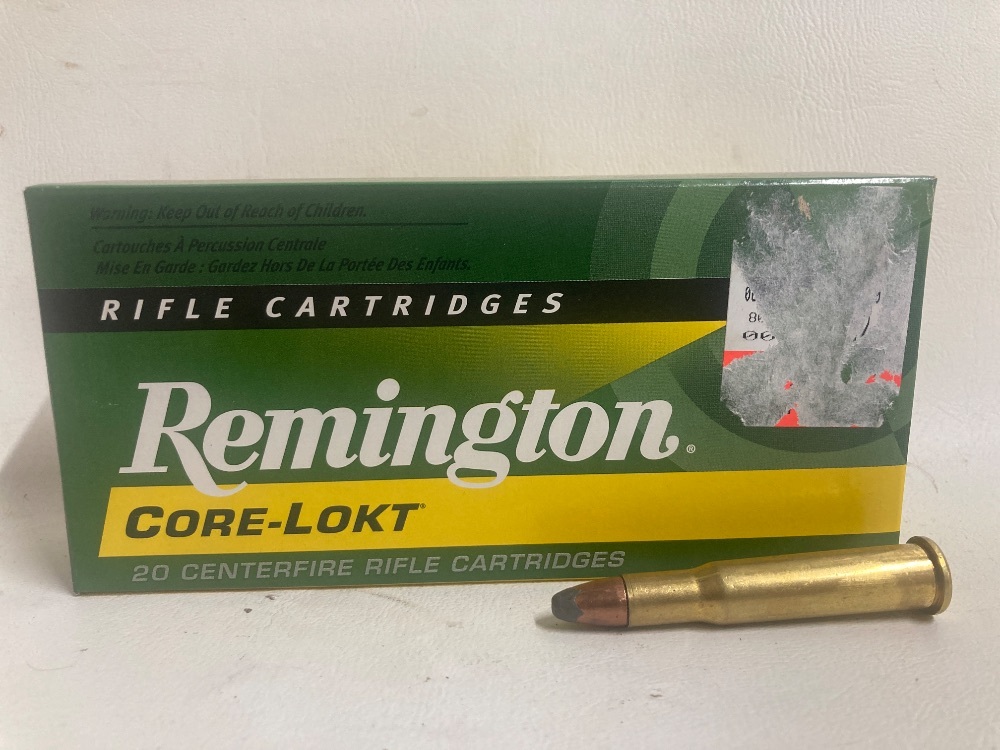 Warning: Keep Out of Reach of Children.
Cartouches À Percussion Centrale
Mise En Garde : Gardez Hors De La Portée Des Enfants.
RIFLE CARTRIDGES
Remington®
CORE-LOKT®
20 CENTERFIRE RIFLE CARTRIDGES